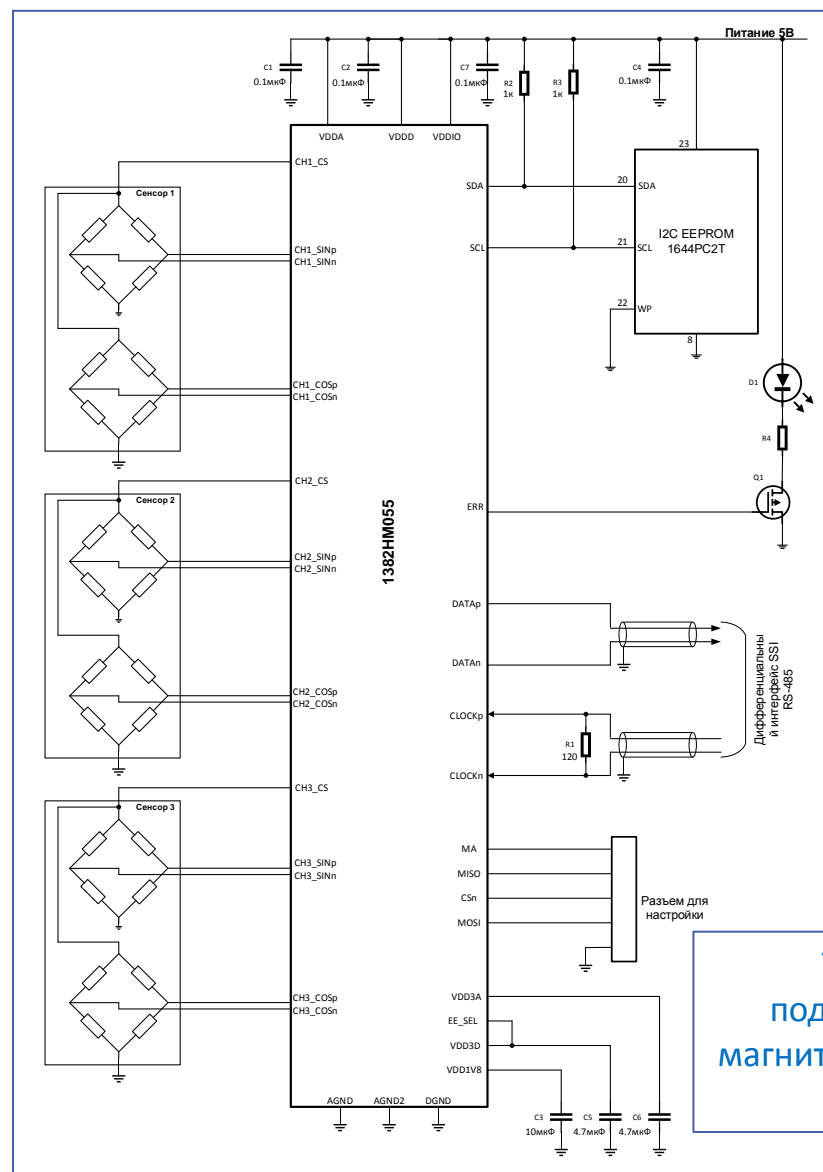 Питание 5В
C1
0.1мкФ
C2
0.1мкФ
C7
0.1мкФ
R2
1к
R3
1к
C4
0.1мкФ
VDDA
VDDD
VDDIO
23
CH1_CS
Сенсор 1
SDA
20
SDA
I2C EEPROM
1644PC2T
CH1_SINp
CH1_SINn
SCL
21
SCL
22
WP
8
CH1_COSp
CH1_COSn
D1
R4
CH2_CS
Q1
Сенсор 2
ERR
1382НМ055
CH2_SINp
CH2_SINn
DATAp
DATAn
Дифференциальны
й интерфейс SSI
RS-485
CH2_COSp
CH2_COSn
CLOCKp
R1
120
CLOCKn
CH3_CS
Сенсор 3
MA
CH3_SINp
CH3_SINn
MISO
CSn
MOSI
Разъем для
настройки
CH3_COSp
CH3_COSn
VDD3A
EE_SEL
VDD3D
VDD1V8
под
магнит
AGND
AGND2
DGND
C3
10мкФ
C5
4.7мкФ
C6
4.7мкФ